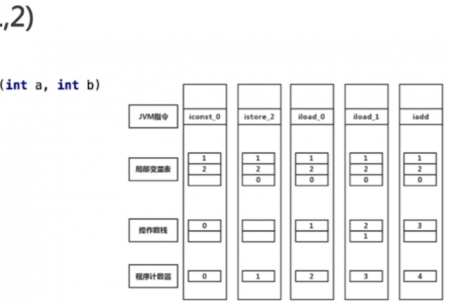 ,2)
(int a, int b)
JVM指令 iconst_0 istore_2 iload_0 iload_1 iadd
局部变量表 1 1 1 1 1
2 2 2 2 2
0 0 0 0
操作数栈 0 1 2 3
1
程序计数器 0 1 2 3 4